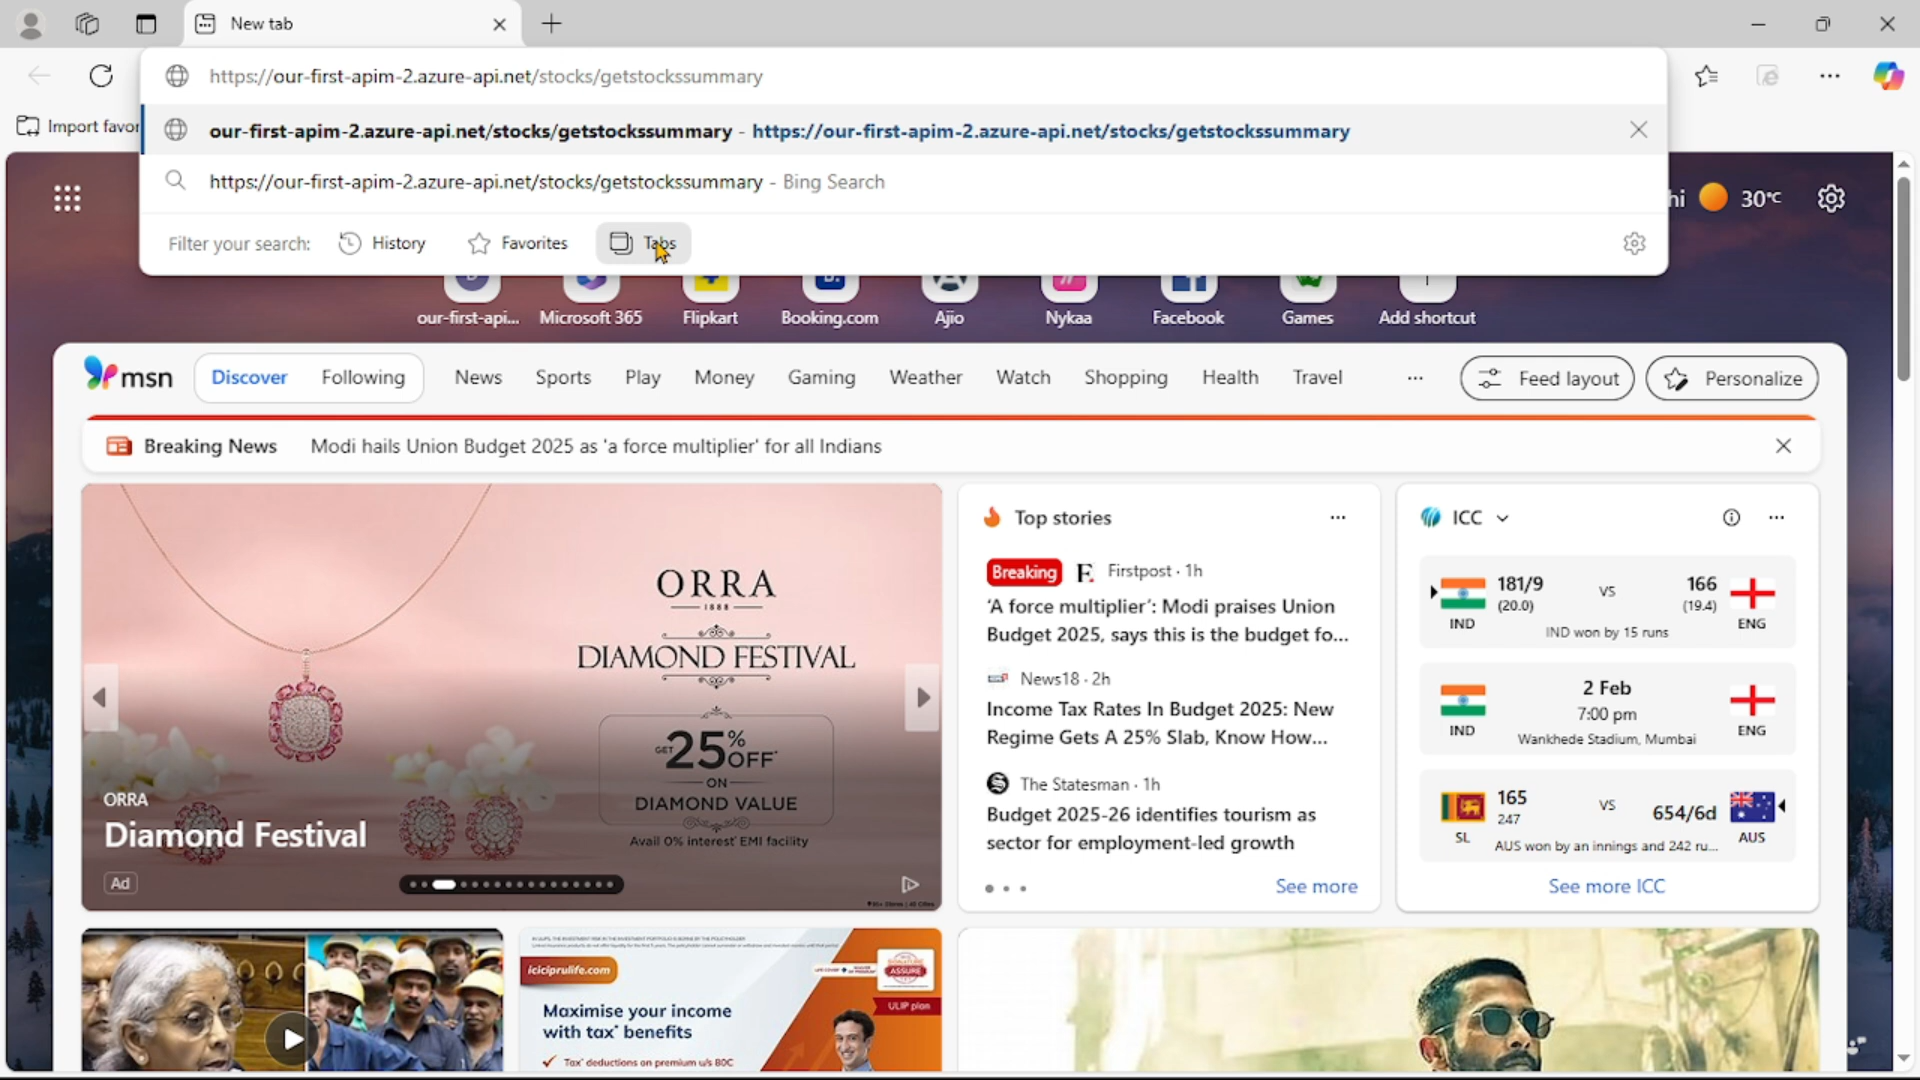 New tab
https://our-first-apim-2.azure-api.net/stocks/getstockssummary
Import favor
our-first-apim-2.azure-api.net/stocks/getstockssummary - https://our-first-apim-2.azure-api.net/stocks/getstockssummary
https://our-first-apim-2.azure-api.net/stocks/getstockssummary - Bing Search
hi 30°C
Filter your search: History Favorites Tabs
our-first-api... Microsoft 365 Flipkart Booking.com Ajio Nykaa Facebook Games Add shortcut
msn Discover Following News Sports Play Money Gaming Weather Watch Shopping Health Travel ... Feed layout Personalize
Breaking News Modi hails Union Budget 2025 as 'a force multiplier' for all Indians
ORRA
1888
DIAMOND FESTIVAL
GET 25% OFF*
ON
DIAMOND VALUE
Avail 0% interest* EMI facility
ORRA
Diamond Festival
Ad
Top stories
Breaking F. Firstpost · 1h
'A force multiplier': Modi praises Union
Budget 2025, says this is the budget fo...
News18 · 2h
Income Tax Rates In Budget 2025: New
Regime Gets A 25% Slab, Know How...
S The Statesman · 1h
Budget 2025-26 identifies tourism as
sector for employment-led growth
See more
ICC
181/9 VS 166
(20.0) (19.4)
IND ENG
IND won by 15 runs
2 Feb
7:00 pm
IND ENG
Wankhede Stadium, Mumbai
165 VS 654/6d
247
SL AUS
AUS won by an innings and 242 ru...
See more ICC
iciciprulife.com
SIGNATURE
ASSURE
ULIP plan
Maximise your income
with tax* benefits
Tax* deductions on premium u/s 80C